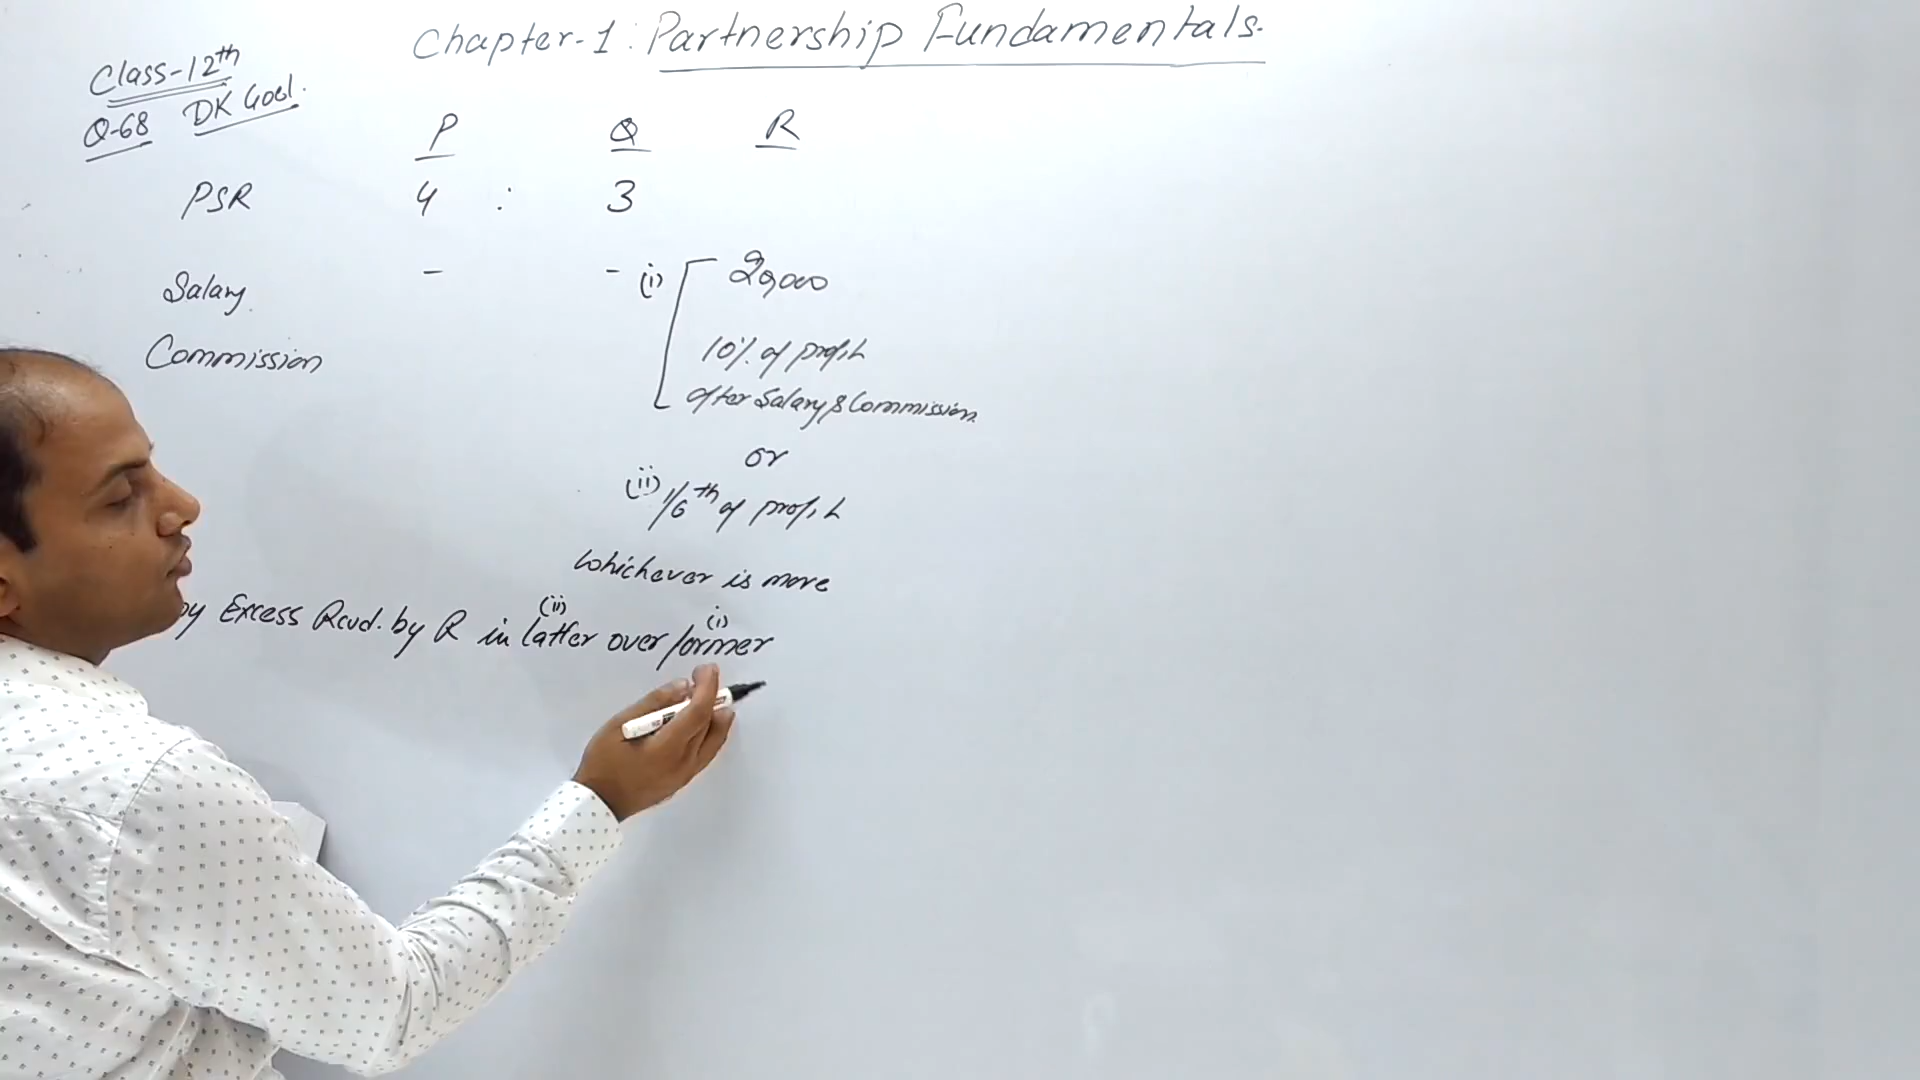 Chapter-1: Partnership Fundamentals.
Class-12th
Q-68 DK Goel.
P Q R
PSR 4 : 3
Salary - - (i) 20,000
Commission 10% of profit
after Salary & Commission
or
(ii) 1/6th of profit
Whichever is more
by Excess Rcvd. by R in latter over former
(ii) (i)